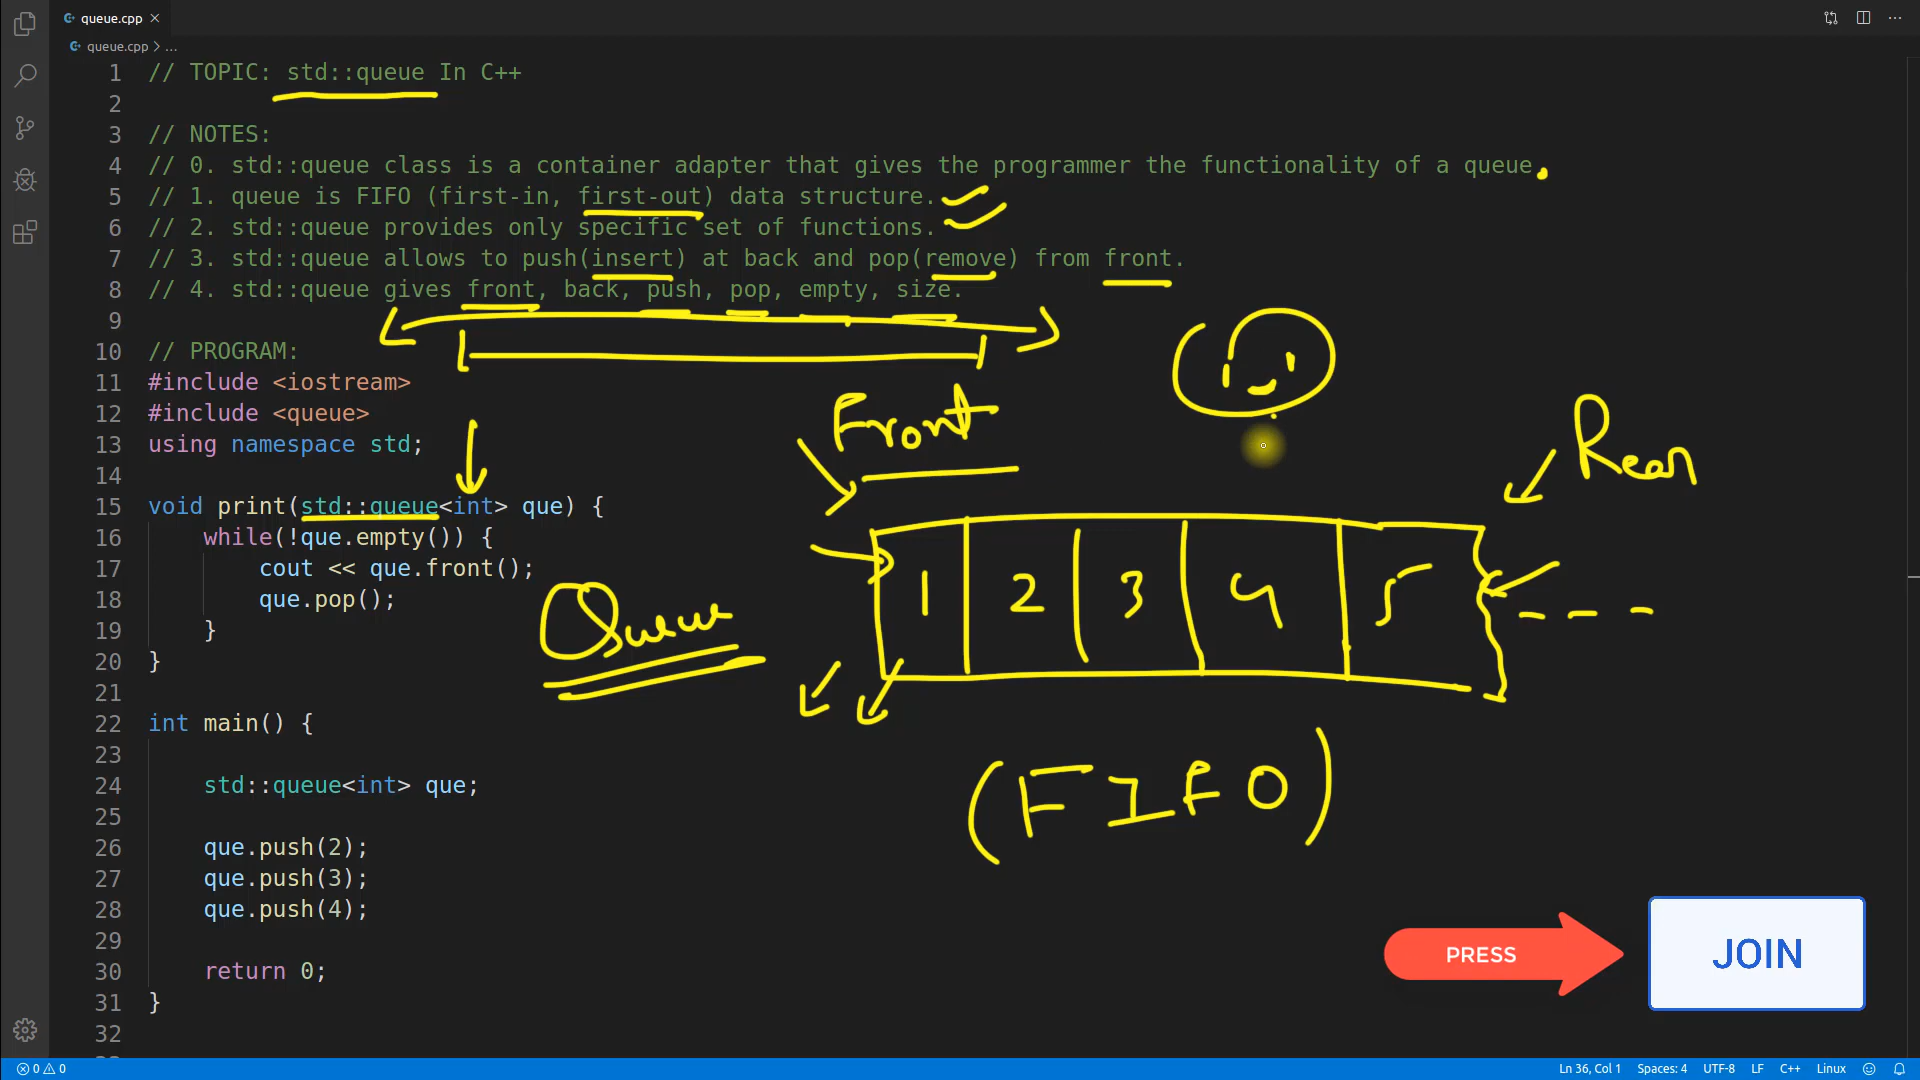 queue.cpp
queue.cpp > ...
1 // TOPIC: std::queue In C++
2
3 // NOTES:
4 // 0. std::queue class is a container adapter that gives the programmer the functionality of a queue.
5 // 1. queue is FIFO (first-in, first-out) data structure.
6 // 2. std::queue provides only specific set of functions.
7 // 3. std::queue allows to push(insert) at back and pop(remove) from front.
8 // 4. std::queue gives front, back, push, pop, empty, size.
9
10 // PROGRAM:
11 #include <iostream>
12 #include <queue>
13 using namespace std;
14
15 void print(std::queue<int> que) {
16 while(!que.empty()) {
17 cout << que.front();
18 que.pop();
19 }
20 }
21
22 int main() {
23
24 std::queue<int> que;
25
26 que.push(2);
27 que.push(3);
28 que.push(4);
29
30 return 0;
31 }
32
Front
Rear
Queue
1 2 3 4 5
(FIFO)
PRESS
JOIN
0 0
Ln 36, Col 1 Spaces: 4 UTF-8 LF C++ Linux